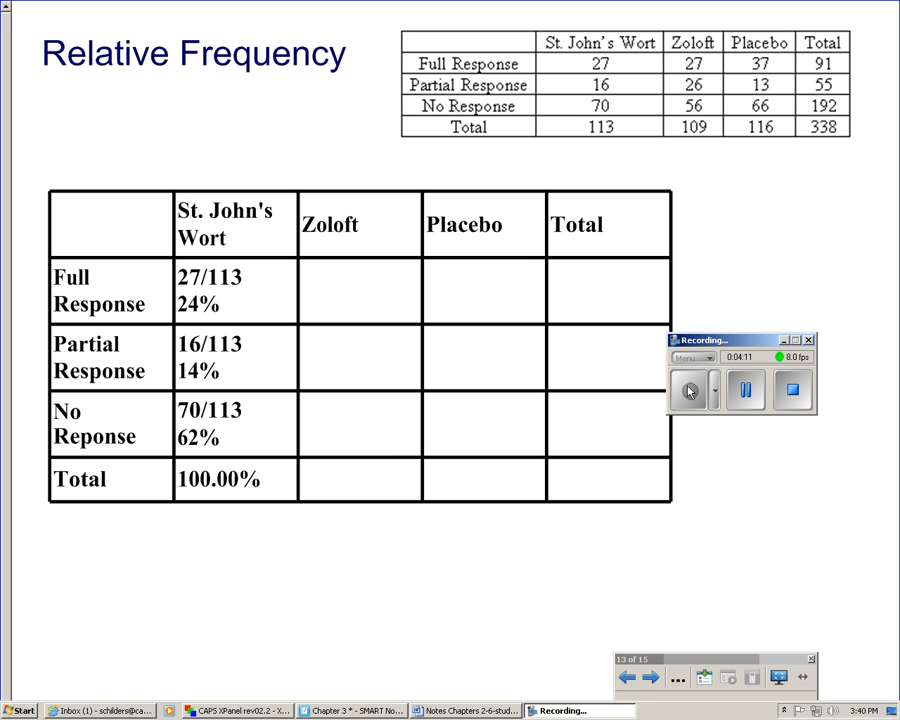 Relative Frequency
St. John's Wort Zoloft Placebo Total
Full Response 27 27 37 91
Partial Response 16 26 13 55
No Response 70 56 66 192
Total 113 109 116 338
St. John's
Wort
Zoloft Placebo Total
Full
Response
27/113
24%
Partial
Response
16/113
14%
No
Reponse
70/113
62%
Total 100.00%
Recording...
Menu 0:04:11 8.0 fps
13 of 15
...
Start Inbox (1) - schilders@ca... CAPS XPanel rev02.2 - X... Chapter 3 * - SMART No... Notes Chapters 2-6-stud... Recording... 3:40 PM